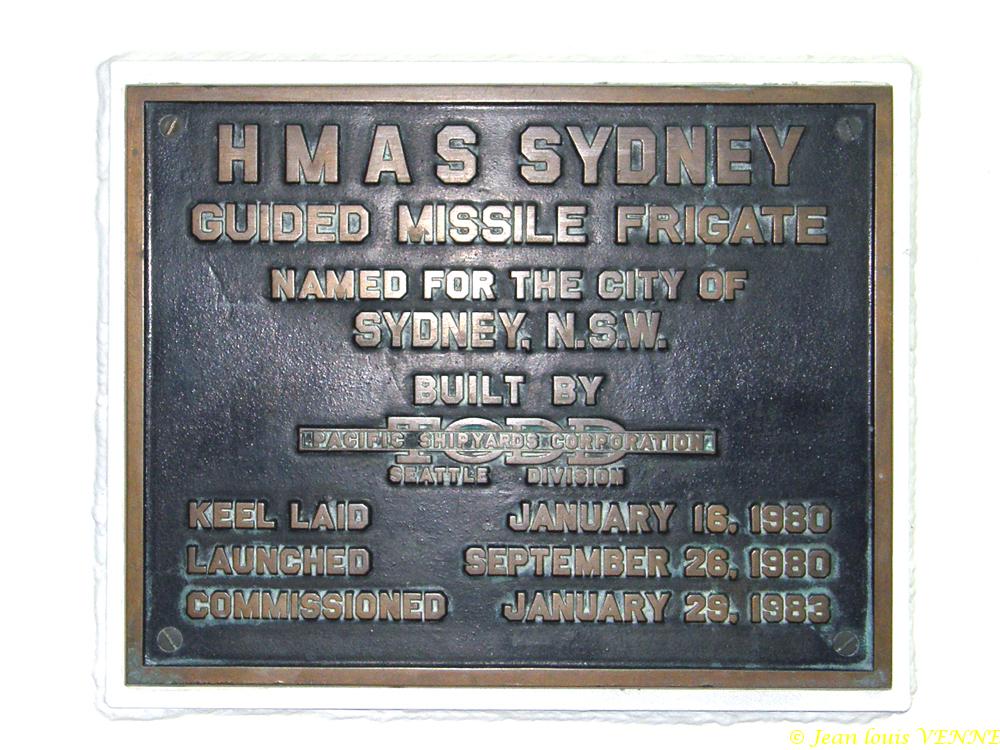 HMAS SYDNEY
GUIDED MISSILE FRIGATE
NAMED FOR THE CITY OF
SYDNEY, N.S.W.
BUILT BY
TODD
PACIFIC SHIPYARDS CORPORATION
SEATTLE DIVISION
KEEL LAID JANUARY 16, 1980
LAUNCHED SEPTEMBER 26, 1980
COMMISSIONED JANUARY 29, 1983
© Jean louis VENNE